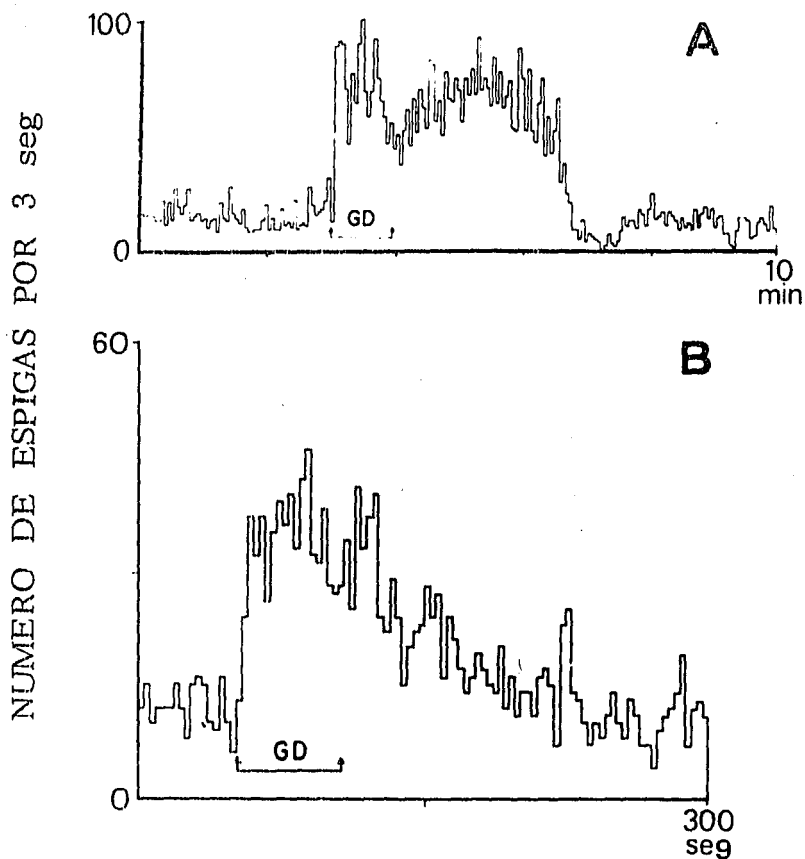 NUMERO DE ESPIGAS POR 3 seg
100
A
GD
0
10
min
60
B
GD
0
300
seg